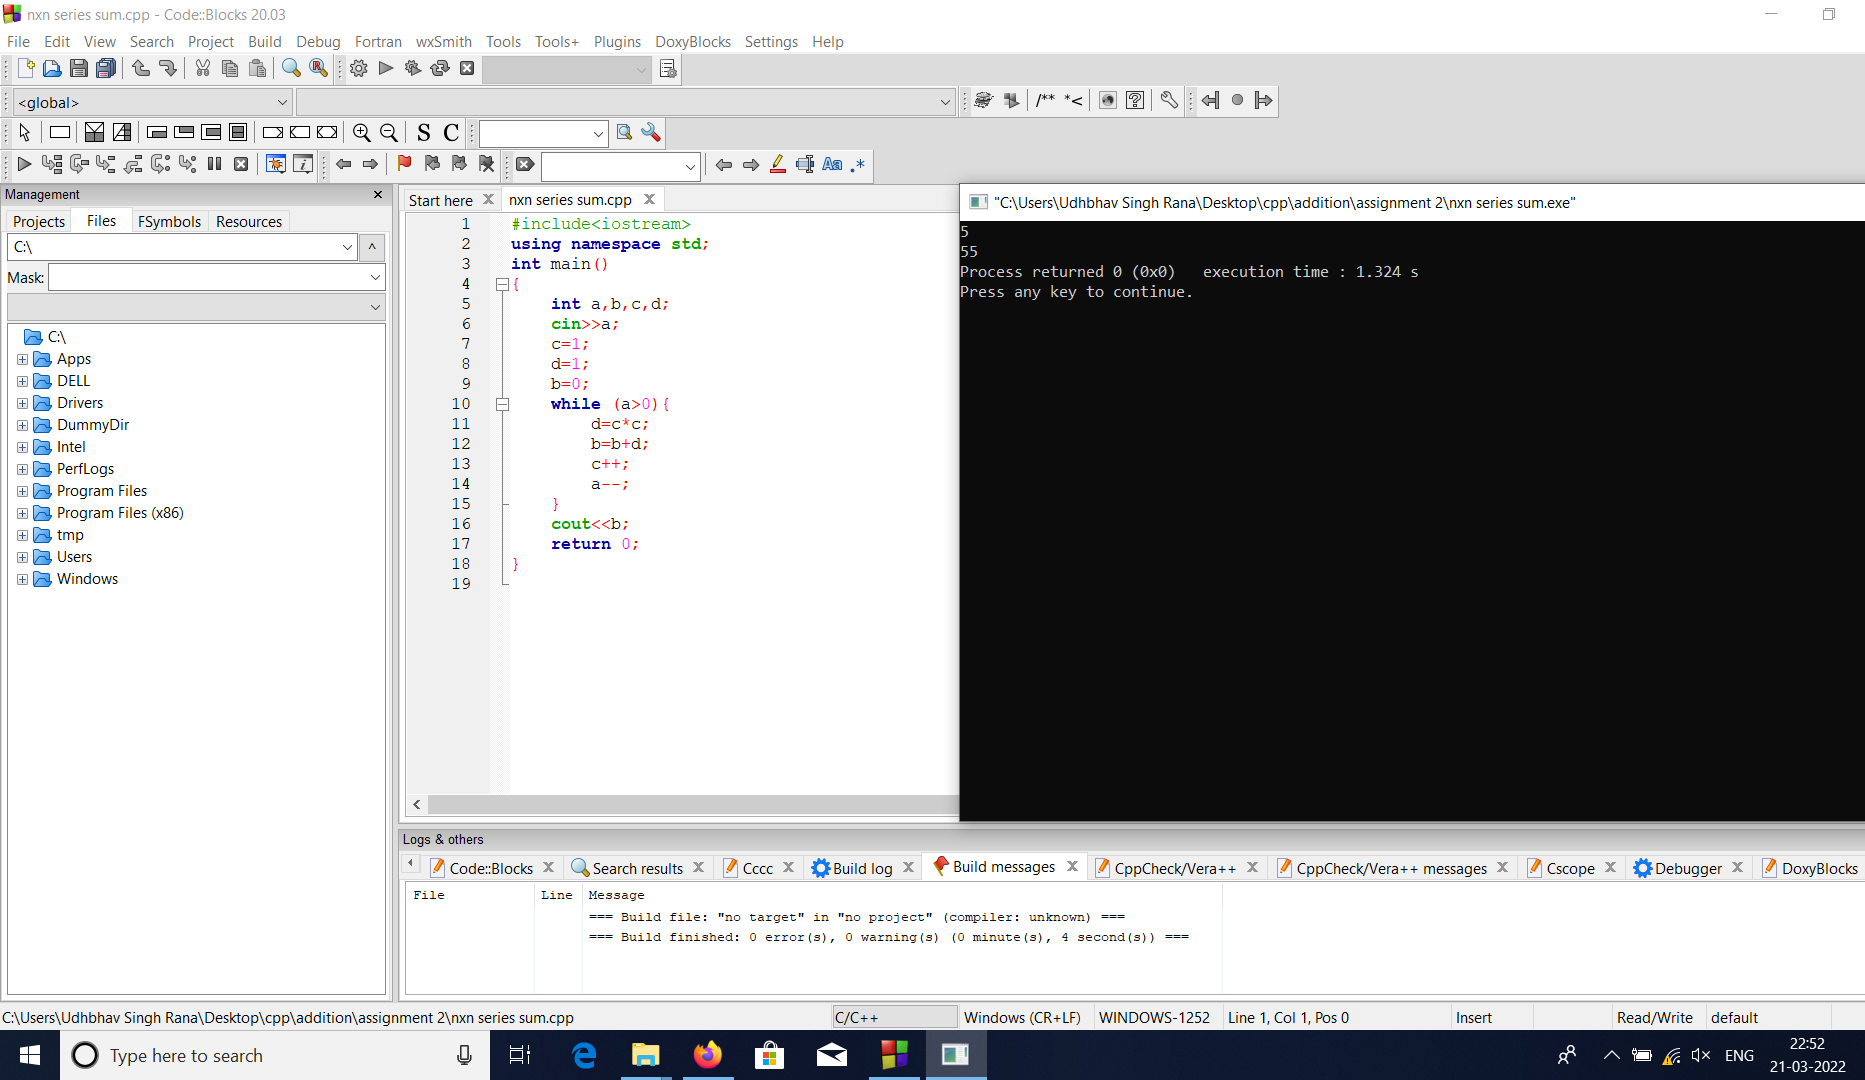 nxn series sum.cpp - Code::Blocks 20.03
File Edit View Search Project Build Debug Fortran wxSmith Tools Tools+ Plugins DoxyBlocks Settings Help
<global>
/** *<
S C
Aa .*
Management
Projects Files FSymbols Resources
C:\
Mask:
C:\
Apps
DELL
Drivers
DummyDir
Intel
PerfLogs
Program Files
Program Files (x86)
tmp
Users
Windows
Start here nxn series sum.cpp
1 #include<iostream>
2 using namespace std;
3 int main()
4 {
5 int a,b,c,d;
6 cin>>a;
7 c=1;
8 d=1;
9 b=0;
10 while (a>0){
11 d=c*c;
12 b=b+d;
13 c++;
14 a--;
15 }
16 cout<<b;
17 return 0;
18 }
19
"C:\Users\Udhbhav Singh Rana\Desktop\cpp\addition\assignment 2\nxn series sum.exe"
5
55
Process returned 0 (0x0) execution time : 1.324 s
Press any key to continue.
Logs & others
Code::Blocks Search results Cccc Build log Build messages CppCheck/Vera++ CppCheck/Vera++ messages Cscope Debugger DoxyBlocks
File Line Message
=== Build file: "no target" in "no project" (compiler: unknown) ===
=== Build finished: 0 error(s), 0 warning(s) (0 minute(s), 4 second(s)) ===
C:\Users\Udhbhav Singh Rana\Desktop\cpp\addition\assignment 2\nxn series sum.cpp C/C++ Windows (CR+LF) WINDOWS-1252 Line 1, Col 1, Pos 0 Insert Read/Write default
Type here to search
ENG
22:52
21-03-2022